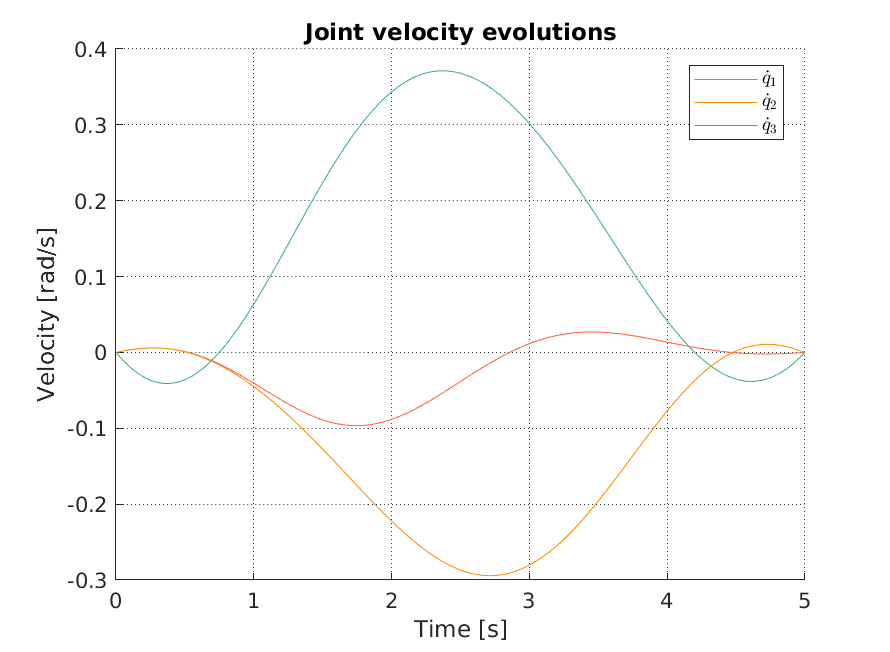 Joint velocity evolutions
0.4
0.3
0.2
0.1
0
-0.1
-0.2
-0.3
Velocity [rad/s]
q̇₁
q̇₂
q̇₃
0 1 2 3 4 5
Time [s]